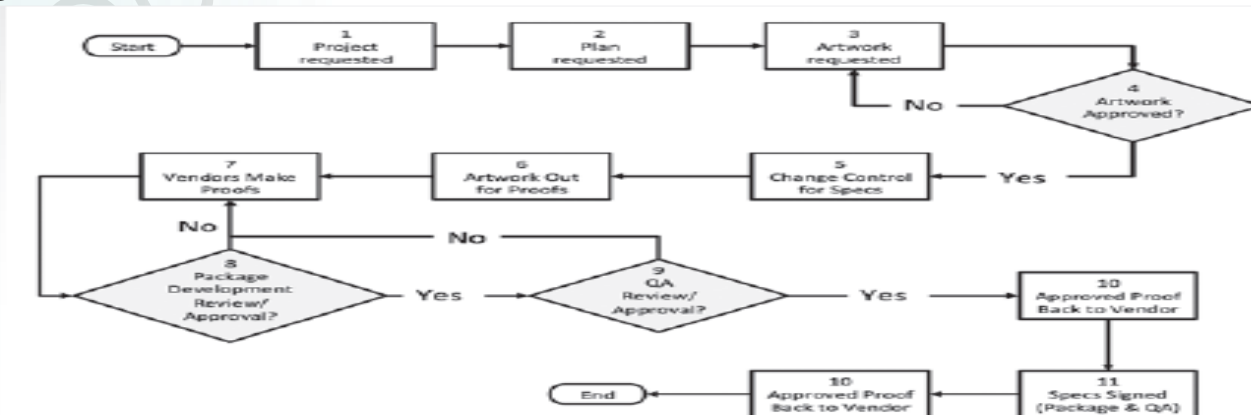 Start
1
Project
requested
2
Plan
requested
3
Artwork
requested
4
Artwork
Approved?
No
Yes
5
Change Control
for Specs
6
Artwork Out
for Proofs
7
Vendors Make
Proofs
No
No
8
Package
Development
Review/
Approval?
Yes
9
QA
Review/
Approval?
Yes
10
Approved Proof
Back to Vendor
11
Specs Signed
(Package & QA)
10
Approved Proof
Back to Vendor
End